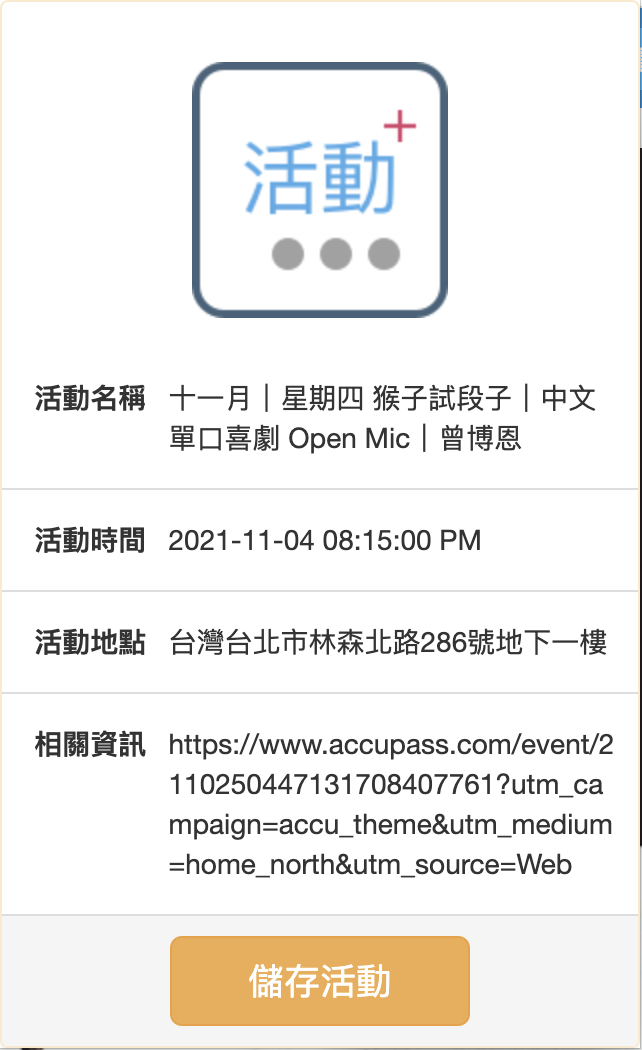 活動
活動名稱 十一月｜星期四 猴子試段子｜中文
單口喜劇 Open Mic｜曾博恩
活動時間 2021-11-04 08:15:00 PM
活動地點 台灣台北市林森北路286號地下一樓
相關資訊 https://www.accupass.com/event/2
110250447131708407761?utm_ca
mpaign=accu_theme&utm_medium
=home_north&utm_source=Web
儲存活動